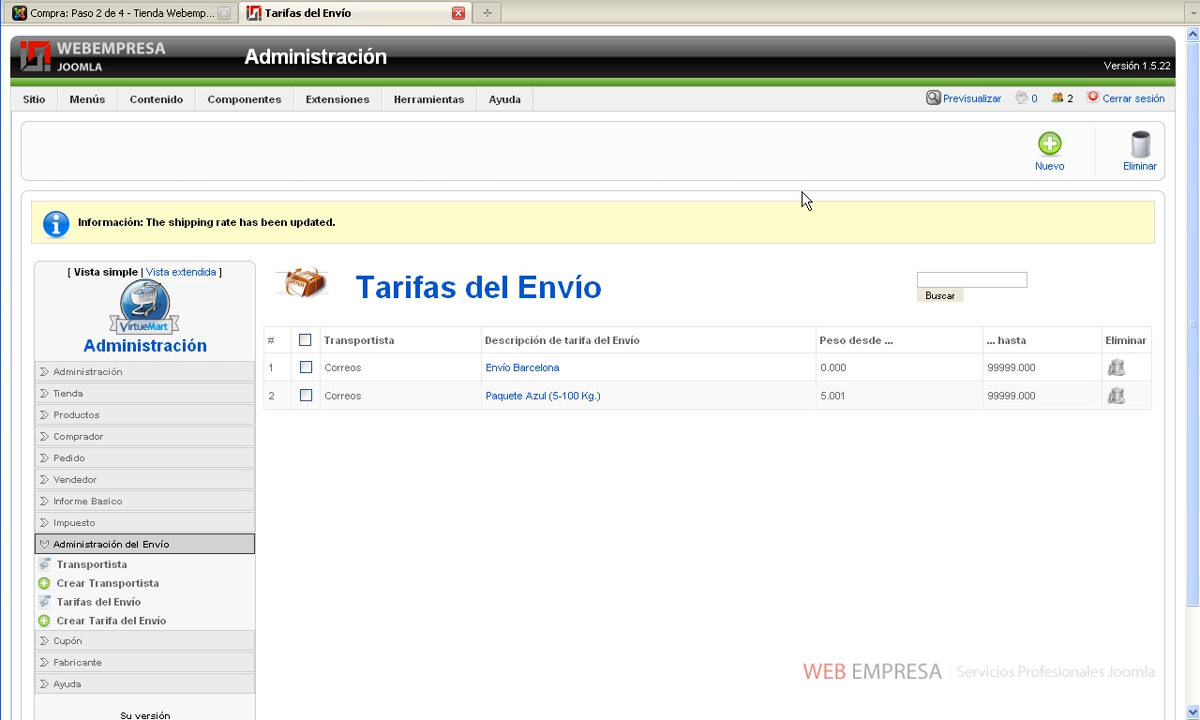 Compra: Paso 2 de 4 - Tienda Webemp...
Tarifas del Envío
WEBEMPRESA
JOOMLA
Administración
Versión 1.5.22
Sitio
Menús
Contenido
Componentes
Extensiones
Herramientas
Ayuda
Previsualizar
0
2
Cerrar sesión
Nuevo
Eliminar
Información: The shipping rate has been updated.
[ Vista simple | Vista extendida ]
VirtueMart
Administración
Administración
Tienda
Productos
Comprador
Pedido
Vendedor
Informe Basico
Impuesto
Administración del Envío
Transportista
Crear Transportista
Tarifas del Envío
Crear Tarifa del Envío
Cupón
Fabricante
Ayuda
Su versión
Tarifas del Envío
Buscar
# Transportista Descripción de tarifa del Envío Peso desde ... ... hasta Eliminar
1 Correos Envío Barcelona 0.000 99999.000
2 Correos Paquete Azul (5-100 Kg.) 5.001 99999.000
WEB EMPRESA Servicios Profesionales Joomla